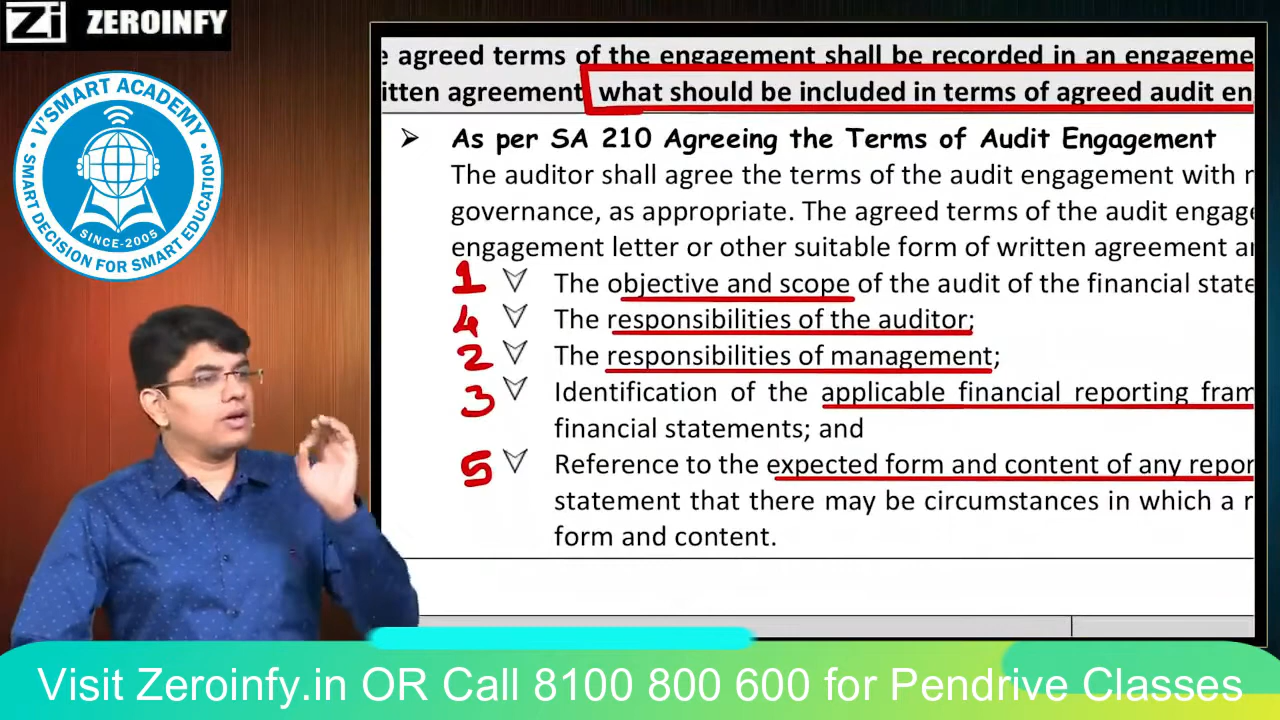 Zi ZEROINFY
V'SMART ACADEMY
SINCE-2005
SMART DECISION FOR SMART EDUCATION
e agreed terms of the engagement shall be recorded in an engageme
itten agreement what should be included in terms of agreed audit en
➢ As per SA 210 Agreeing the Terms of Audit Engagement
The auditor shall agree the terms of the audit engagement with
governance, as appropriate. The agreed terms of the audit engage
engagement letter or other suitable form of written agreement
1 The objective and scope of the audit of the financial state
4 The responsibilities of the auditor;
2 The responsibilities of management;
3 Identification of the applicable financial reporting fram
financial statements; and
5 Reference to the expected form and content of any repor
statement that there may be circumstances in which a r
form and content.
Visit Zeroinfy.in OR Call 8100 800 600 for Pendrive Classes